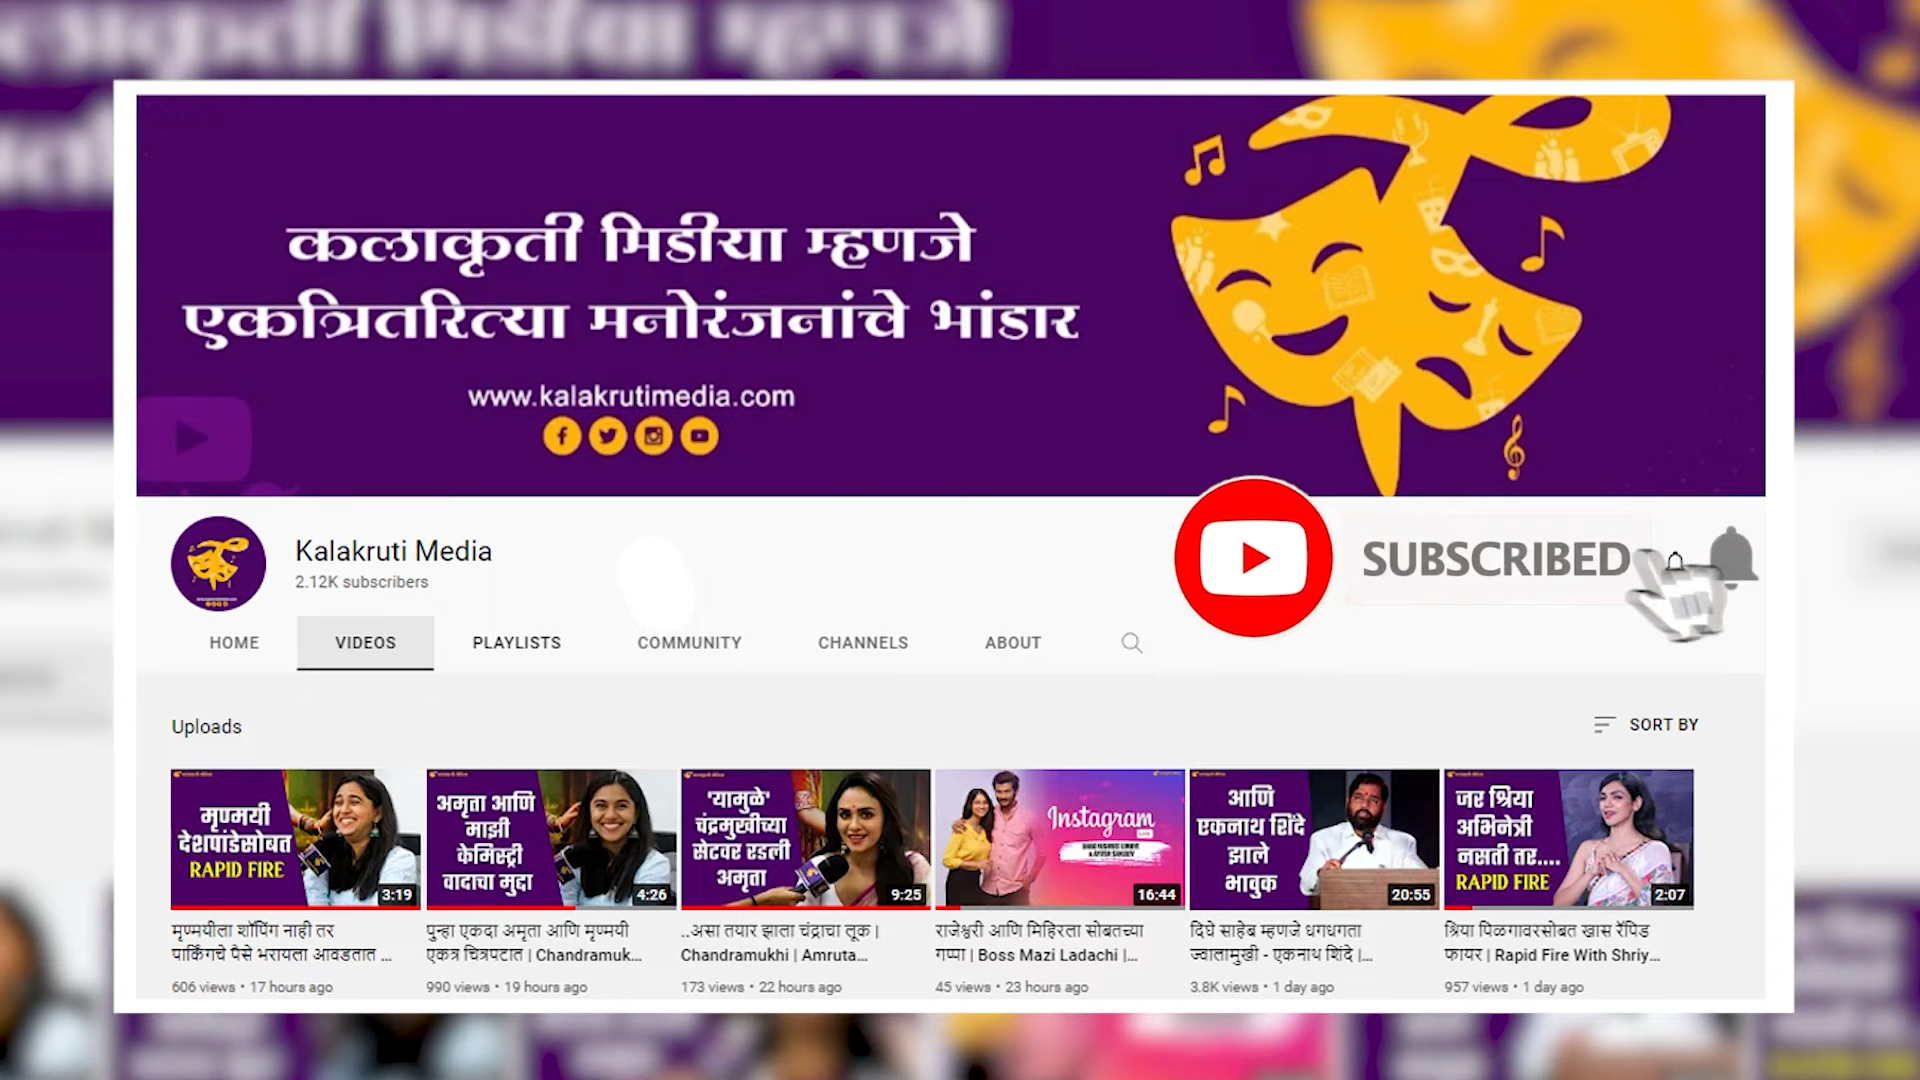 कलाकृती मिडीया म्हणजे
एकत्रितरित्या मनोरंजनांचे भांडार
www.kalakrutimedia.com
Kalakruti Media
2.12K subscribers
SUBSCRIBED
HOME VIDEOS PLAYLISTS COMMUNITY CHANNELS ABOUT
Uploads
SORT BY
मृण्मयी
देशपांडेसोबत
RAPID FIRE
3:19
मृण्मयीला शॉपिंग नाही तर
पार्किंगचे पैसे भरायला आवडतात ...
606 views • 17 hours ago
अमृता आणि
माझी
केमिस्ट्री
वादाचा मुद्दा
4:26
पुन्हा एकदा अमृता आणि मृण्मयी
एकत्र चित्रपटात | Chandramuk...
990 views • 19 hours ago
'यामुळे'
चंद्रमुखीच्या
सेटवर रडली
अमृता
9:25
..असा तयार झाला चंद्राचा लूक |
Chandramukhi | Amruta...
173 views • 22 hours ago
Instagram
16:44
राजेश्वरी आणि मिहिरला सोबतच्या
गप्पा | Boss Mazi Ladachi |...
45 views • 23 hours ago
आणि
एकनाथ शिंदे
झाले
भावुक
20:55
दिघे साहेब म्हणजे धगधगता
ज्वालामुखी - एकनाथ शिंदे |...
3.8K views • 1 day ago
जर श्रिया
अभिनेत्री
नसती तर....
RAPID FIRE
2:07
श्रिया पिळगावरसोबत खास रॅपिड
फायर | Rapid Fire With Shriy...
957 views • 1 day ago